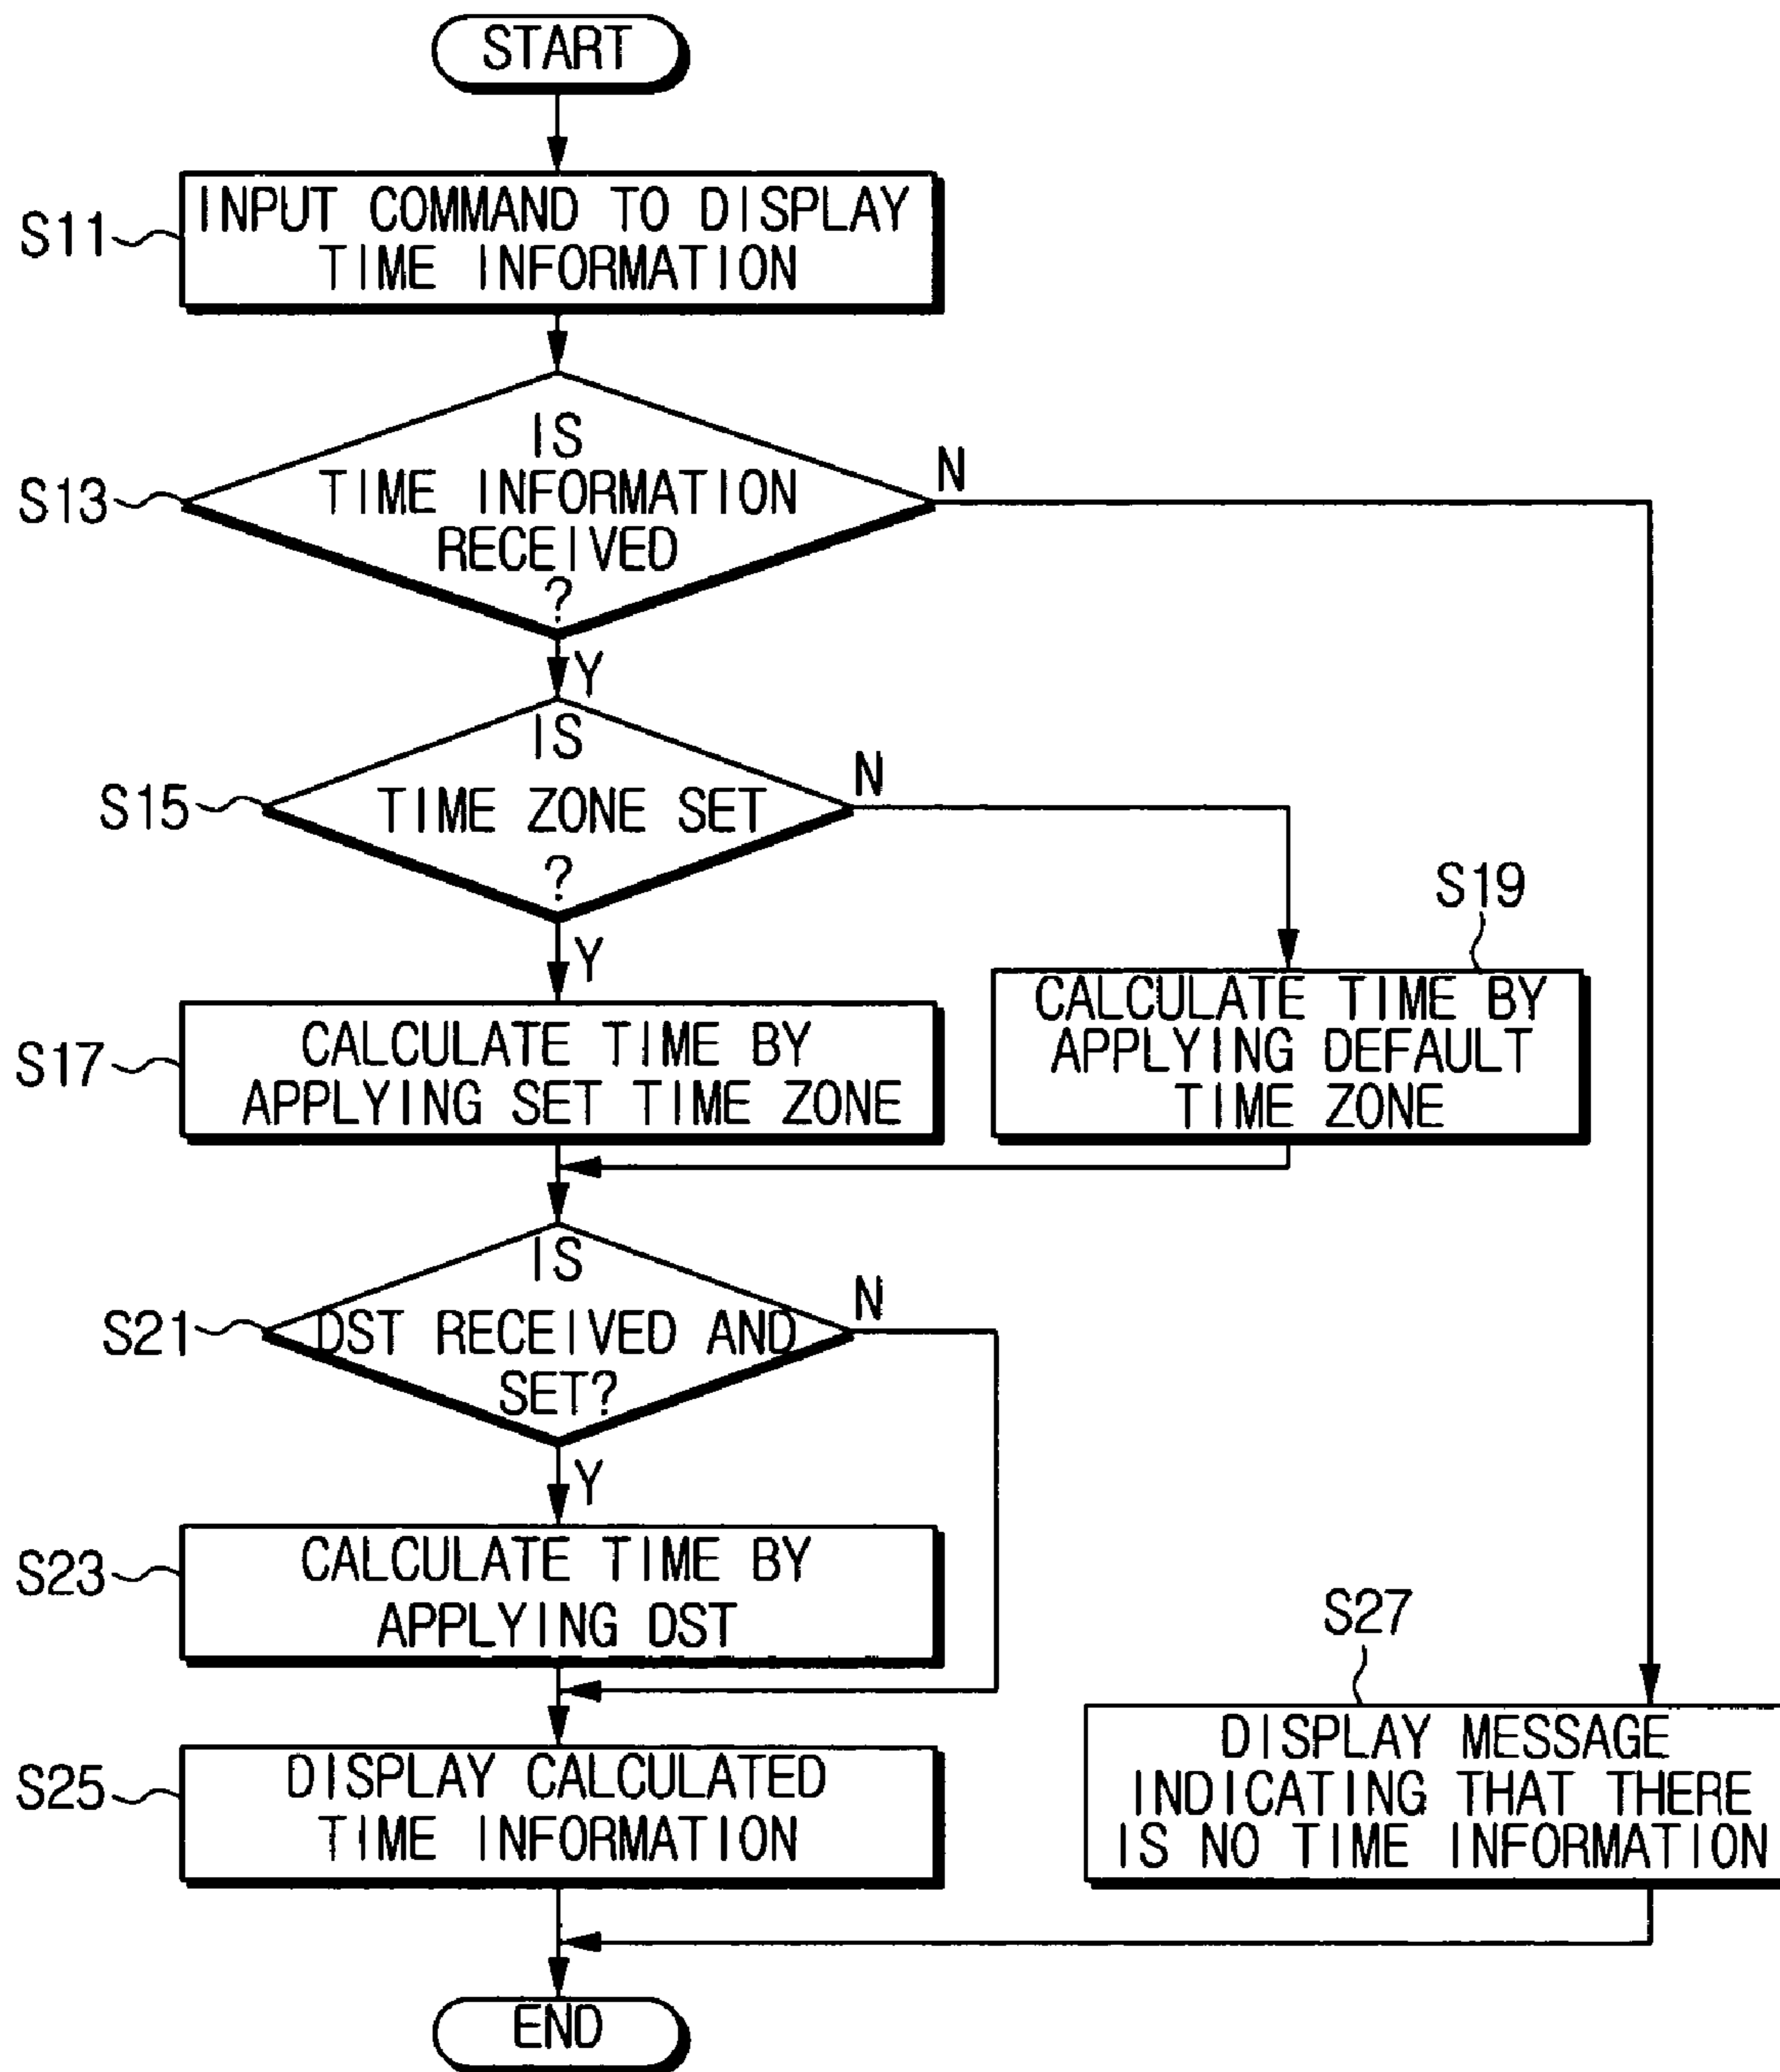 START
S11
INPUT COMMAND TO DISPLAY
TIME INFORMATION
S13
IS
TIME INFORMATION
RECEIVED
?
N
Y
S15
IS
TIME ZONE SET
?
N
Y
S17
CALCULATE TIME BY
APPLYING SET TIME ZONE
S19
CALCULATE TIME BY
APPLYING DEFAULT
TIME ZONE
S21
IS
DST RECEIVED AND
SET?
N
Y
S23
CALCULATE TIME BY
APPLYING DST
S25
DISPLAY CALCULATED
TIME INFORMATION
S27
DISPLAY MESSAGE
INDICATING THAT THERE
IS NO TIME INFORMATION
END